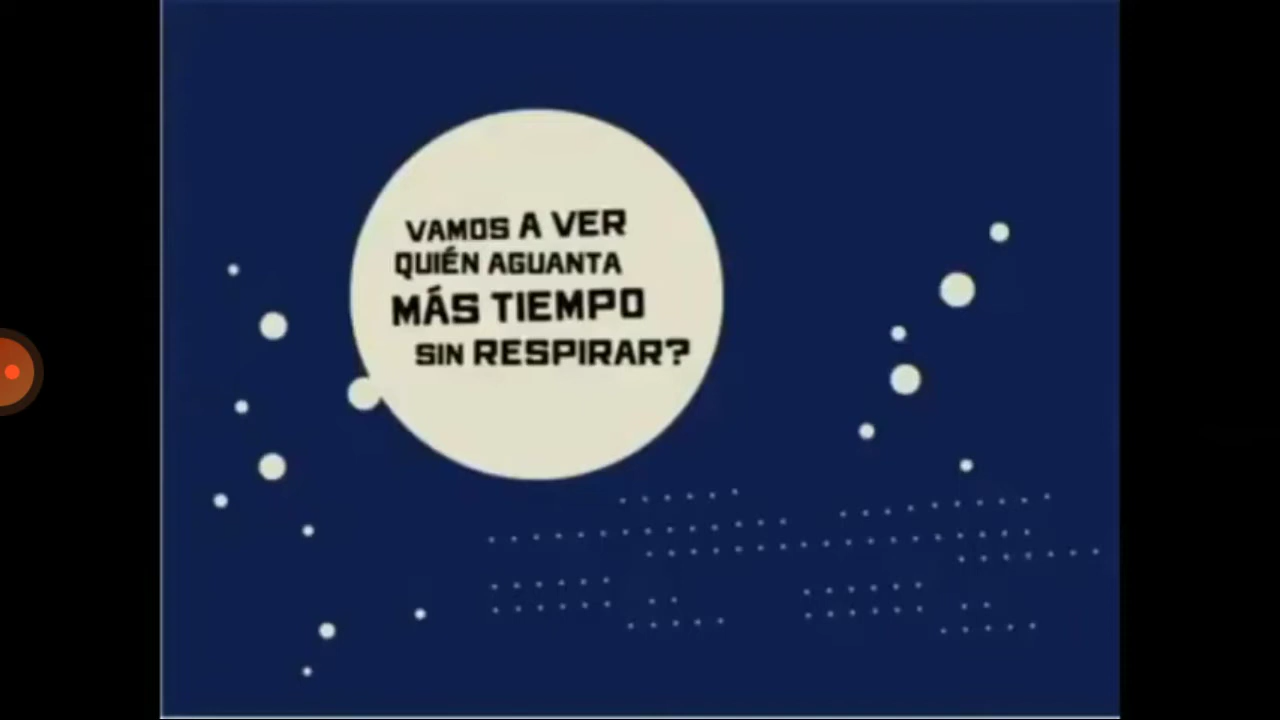 VAMOS A VER
QUIÉN AGUANTA
MÁS TIEMPO
SIN RESPIRAR?